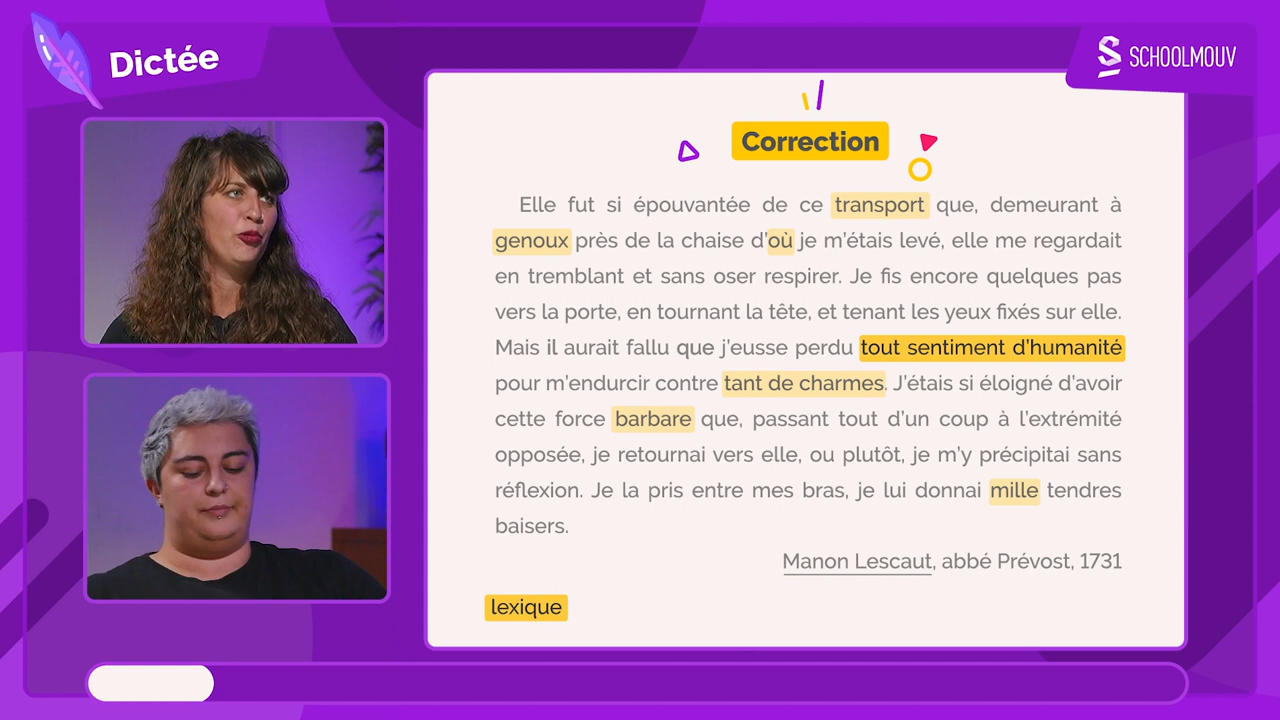 Dictée
SCHOOLMOUV
Correction
Elle fut si épouvantée de ce transport que, demeurant à
genoux près de la chaise d'où je m'étais levé, elle me regardait
en tremblant et sans oser respirer. Je fis encore quelques pas
vers la porte, en tournant la tête, et tenant les yeux fixés sur elle.
Mais il aurait fallu que j'eusse perdu tout sentiment d'humanité
pour m'endurcir contre tant de charmes. J'étais si éloigné d'avoir
cette force barbare que, passant tout d'un coup à l'extrémité
opposée, je retournai vers elle, ou plutôt, je m'y précipitai sans
réflexion. Je la pris entre mes bras, je lui donnai mille tendres
baisers.
Manon Lescaut, abbé Prévost, 1731
lexique